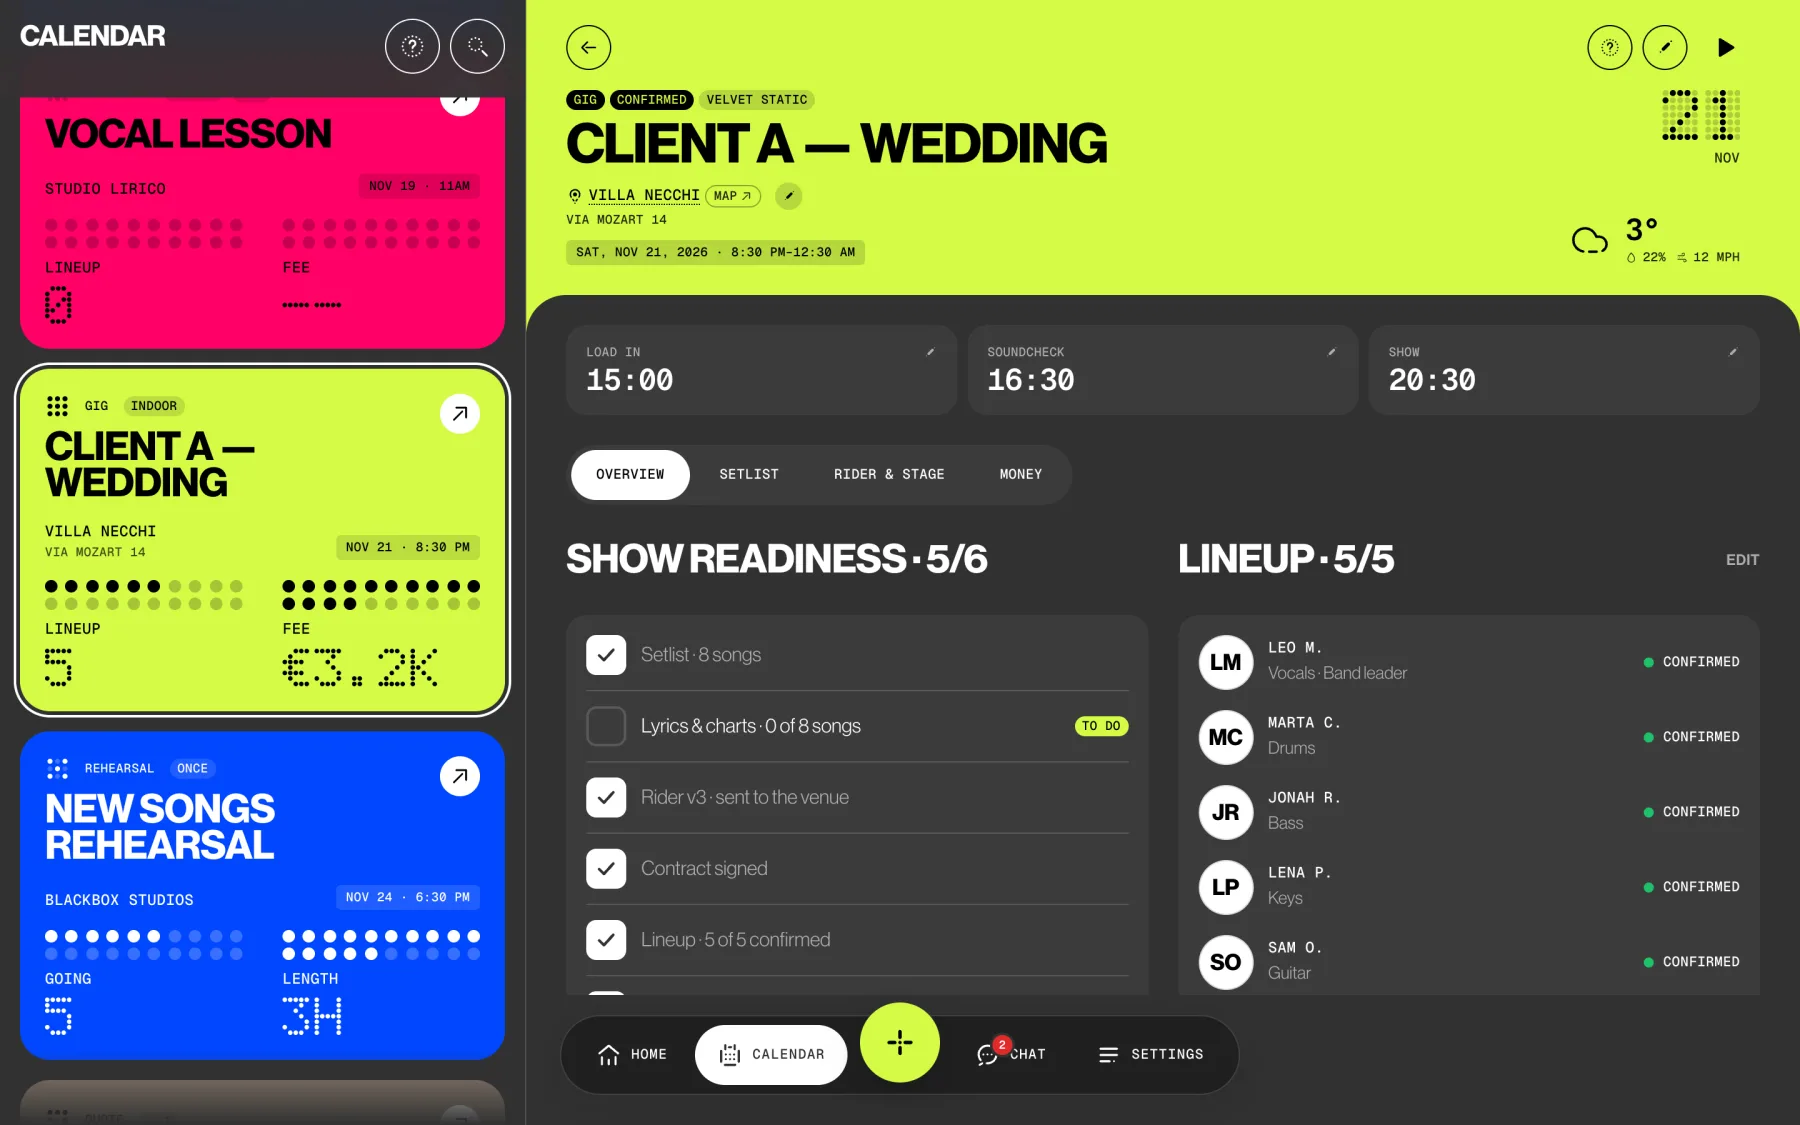 CALENDAR
VOCAL LESSON
STUDIO LIRICO
NOV 19 · 11AM
LINEUP
FEE
0
——
GIG
INDOOR
CLIENT A —
WEDDING
VILLA NECCHI
VIA MOZART 14
NOV 21 · 8:30 PM
LINEUP
FEE
5
€3.2K
REHEARSAL
ONCE
NEW SONGS
REHEARSAL
BLACKBOX STUDIOS
NOV 24 · 6:30 PM
GOING
LENGTH
5
3H
GIG
CONFIRMED
VELVET STATIC
CLIENT A — WEDDING
VILLA NECCHI
MAP ↗
VIA MOZART 14
SAT, NOV 21, 2026 · 8:30 PM–12:30 AM
21
NOV
3°
22%
12 MPH
LOAD IN
15:00
SOUNDCHECK
16:30
SHOW
20:30
OVERVIEW
SETLIST
RIDER & STAGE
MONEY
SHOW READINESS · 5/6
Setlist · 8 songs
Lyrics & charts · 0 of 8 songs
TO DO
Rider v3 · sent to the venue
Contract signed
Lineup · 5 of 5 confirmed
LINEUP · 5/5
EDIT
LM
LEO M.
Vocals · Band leader
CONFIRMED
MC
MARTA C.
Drums
CONFIRMED
JR
JONAH R.
Bass
CONFIRMED
LP
LENA P.
Keys
CONFIRMED
SO
SAM O.
Guitar
CONFIRMED
HOME
CALENDAR
2
CHAT
SETTINGS